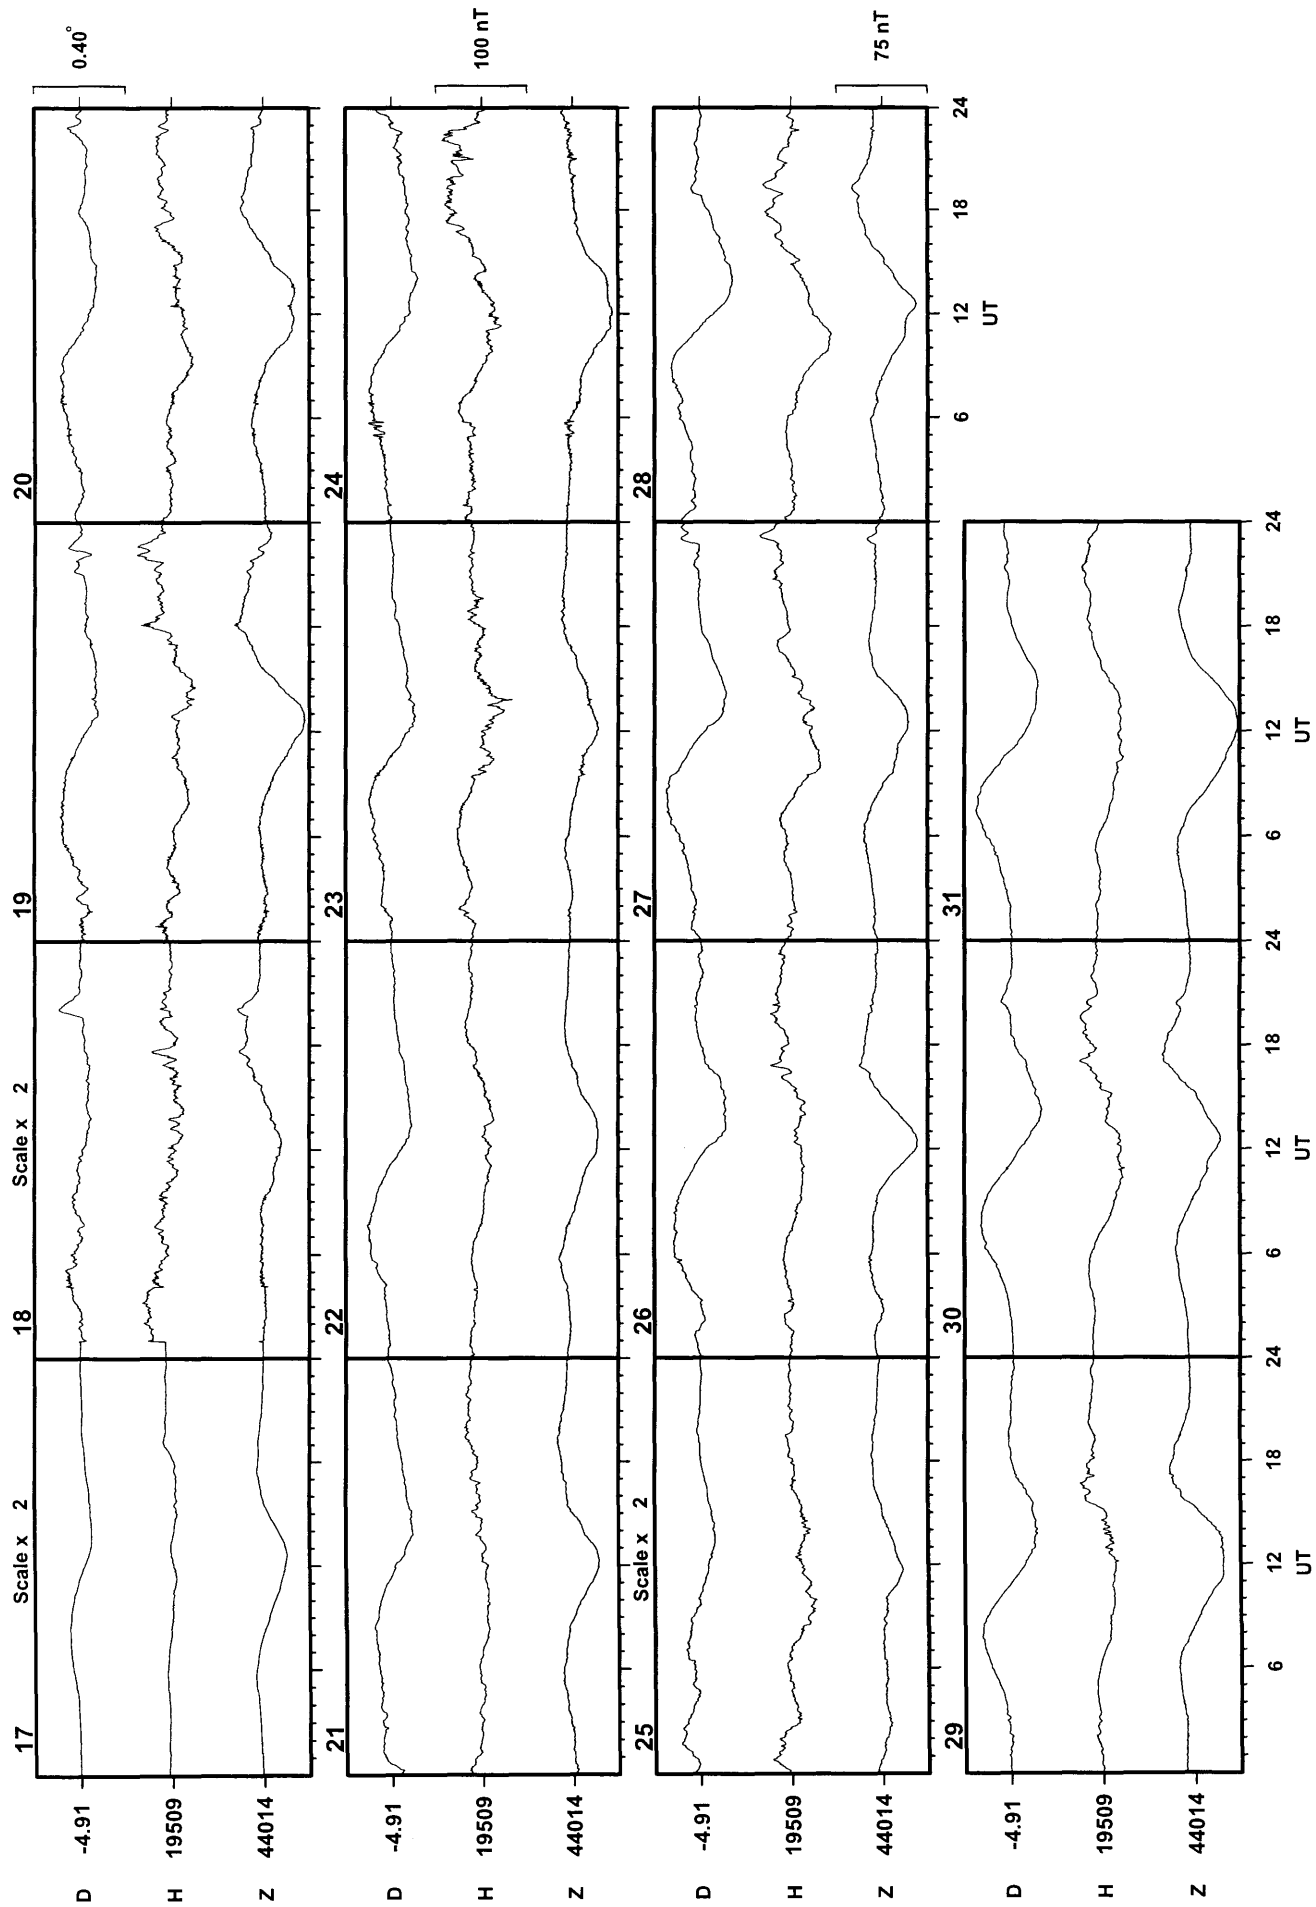 17 Scale x 2 18 Scale x 2 19 20
D -4.91 0.40°
H 19509
Z 44014
21 22 23 24
D -4.91
H 19509 100 nT
Z 44014
25 Scale x 2 26 27 28
D -4.91
H 19509
Z 44014 75 nT
6 12 18 24
UT
29 30 31
D -4.91
H 19509
Z 44014
6 12 18 24 6 12 18 24 6 12 18 24
UT UT UT